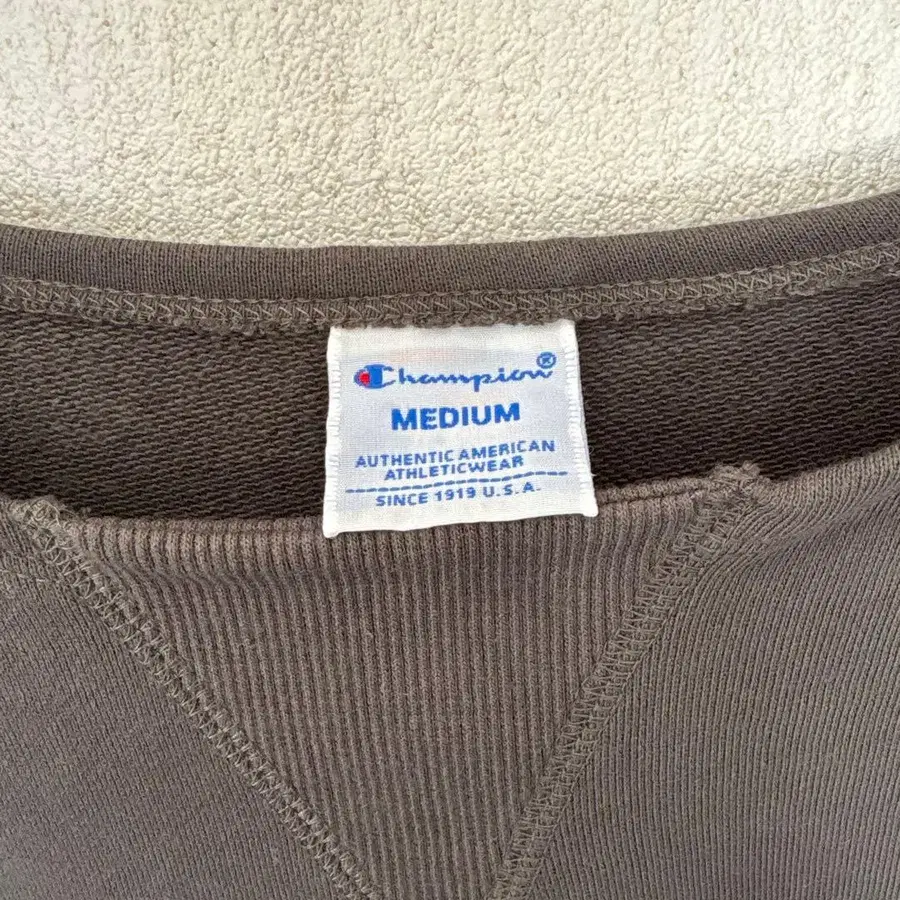 Champion®
MEDIUM
AUTHENTIC AMERICAN
ATHLETICWEAR
SINCE 1919 U.S.A.